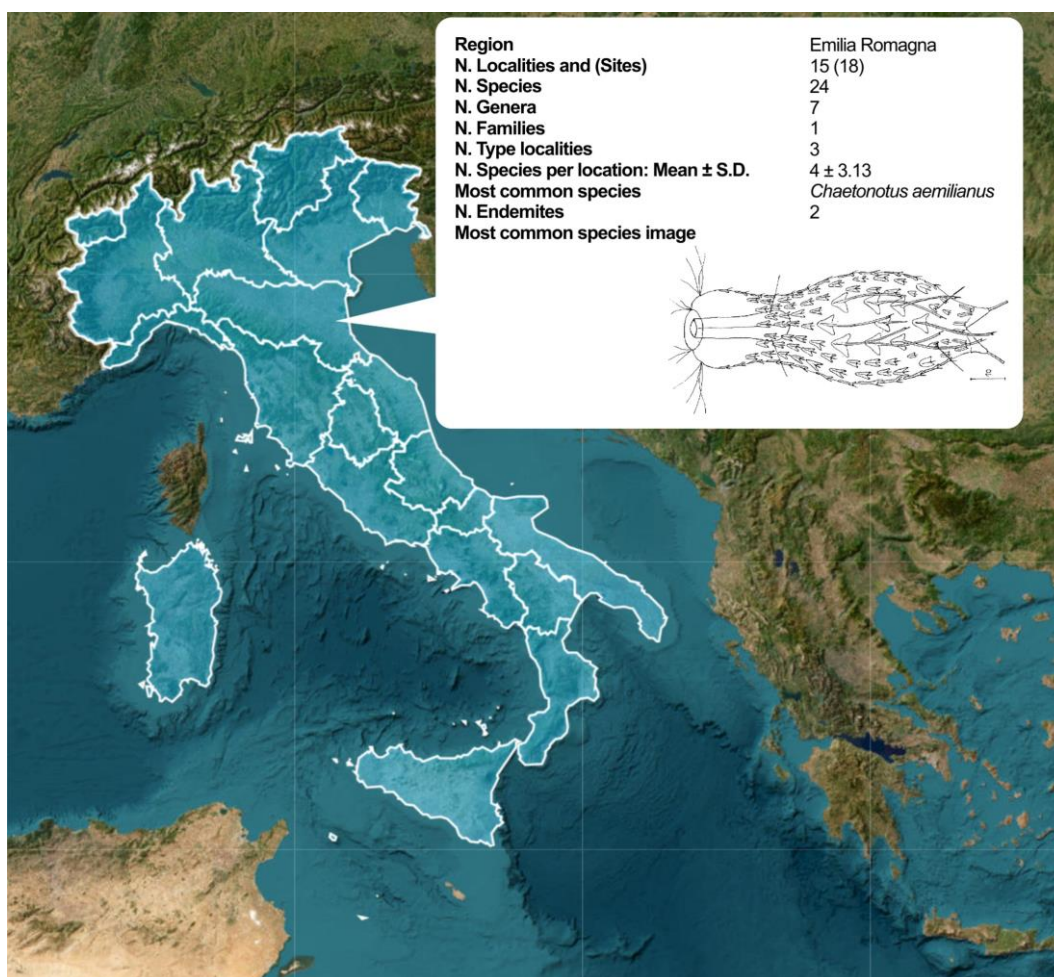 Region Emilia Romagna
N. Localities and (Sites) 15 (18)
N. Species 24
N. Genera 7
N. Families 1
N. Type localities 3
N. Species per location: Mean ± S.D. 4 ± 3.13
Most common species Chaetonotus aemilianus
N. Endemites 2
Most common species image